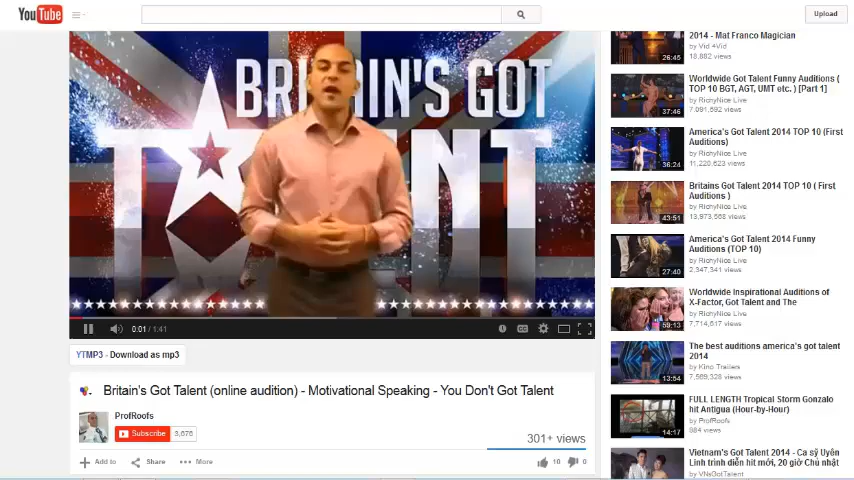 YouTube
Upload
BRITAIN'S GOT
TALENT
0:01 / 1:41
YTMP3 - Download as mp3
Britain's Got Talent (online audition) - Motivational Speaking - You Don't Got Talent
ProfRoofs
Subscribe 3,676
301+ views
Add to Share More
10 0
2014 - Mat Franco Magician
by Vid 4Vid
18,882 views
26:45
Worldwide Got Talent Funny Auditions (
TOP 10 BGT, AGT, UMT etc. ) [Part 1]
by RichyNice Live
7,091,692 views
37:46
America's Got Talent 2014 TOP 10 (First
Auditions)
by RichyNice Live
11,220,623 views
36:24
Britains Got Talent 2014 TOP 10 ( First
Auditions )
by RichyNice Live
13,973,568 views
43:51
America's Got Talent 2014 Funny
Auditions (TOP 10)
by RichyNice Live
2,347,341 views
27:40
Worldwide Inspirational Auditions of
X-Factor, Got Talent and The
by RichyNice Live
7,714,617 views
59:13
The best auditions america's got talent
2014
by Kino Trailers
7,569,328 views
13:54
FULL LENGTH Tropical Storm Gonzalo
hit Antigua (Hour-by-Hour)
by ProfRoofs
884 views
14:17
Vietnam's Got Talent 2014 - Ca sỹ Uyên
Linh trình diễn hit mới, 20 giờ Chủ nhật
by VNsGotTalent